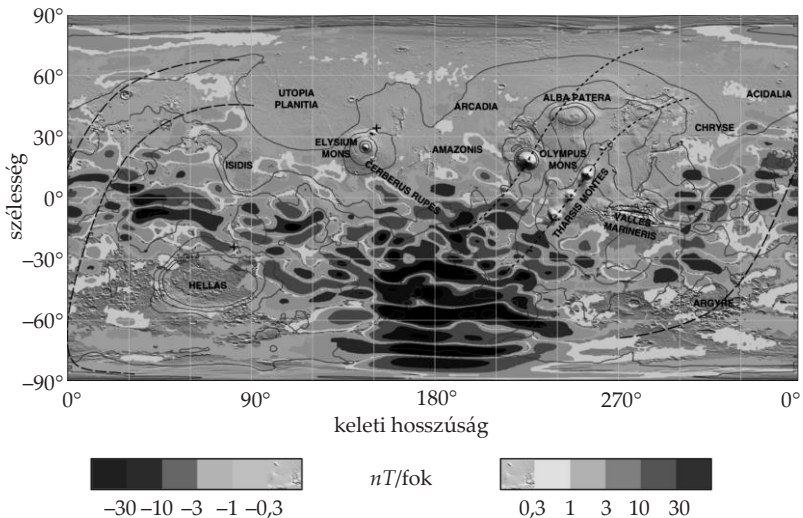 90°
60°
30°
0°
–30°
–60°
–90°
szélesség
UTOPIA
PLANITIA
ARCADIA
ALBA PATERA
ACIDALIA
CHRYSE
ELYSIUM
MONS
AMAZONIS
OLYMPUS
MONS
ISIDIS
CERBERUS RUPES
THARSIS MONTES
VALLES
MARINERIS
HELLAS
ARGYRE
0° 90° 180° 270° 0°
keleti hosszúság
nT/fok
–30 –10 –3 –1 –0,3
0,3 1 3 10 30